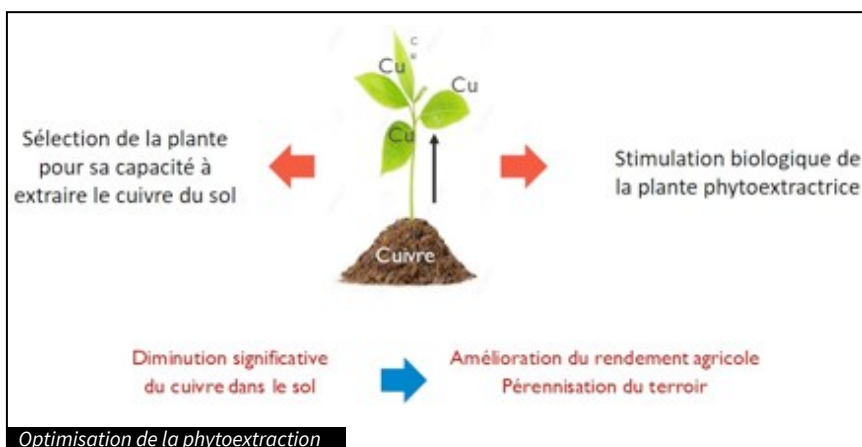 C
u
Cu
Cu
Cu
Sélection de la plante
pour sa capacité à
extraire le cuivre du sol
Stimulation biologique de
la plante phytoextractrice
Cuivre
Diminution significative
du cuivre dans le sol
Amélioration du rendement agricole
Pérennisation du terroir
Optimisation de la phytoextraction